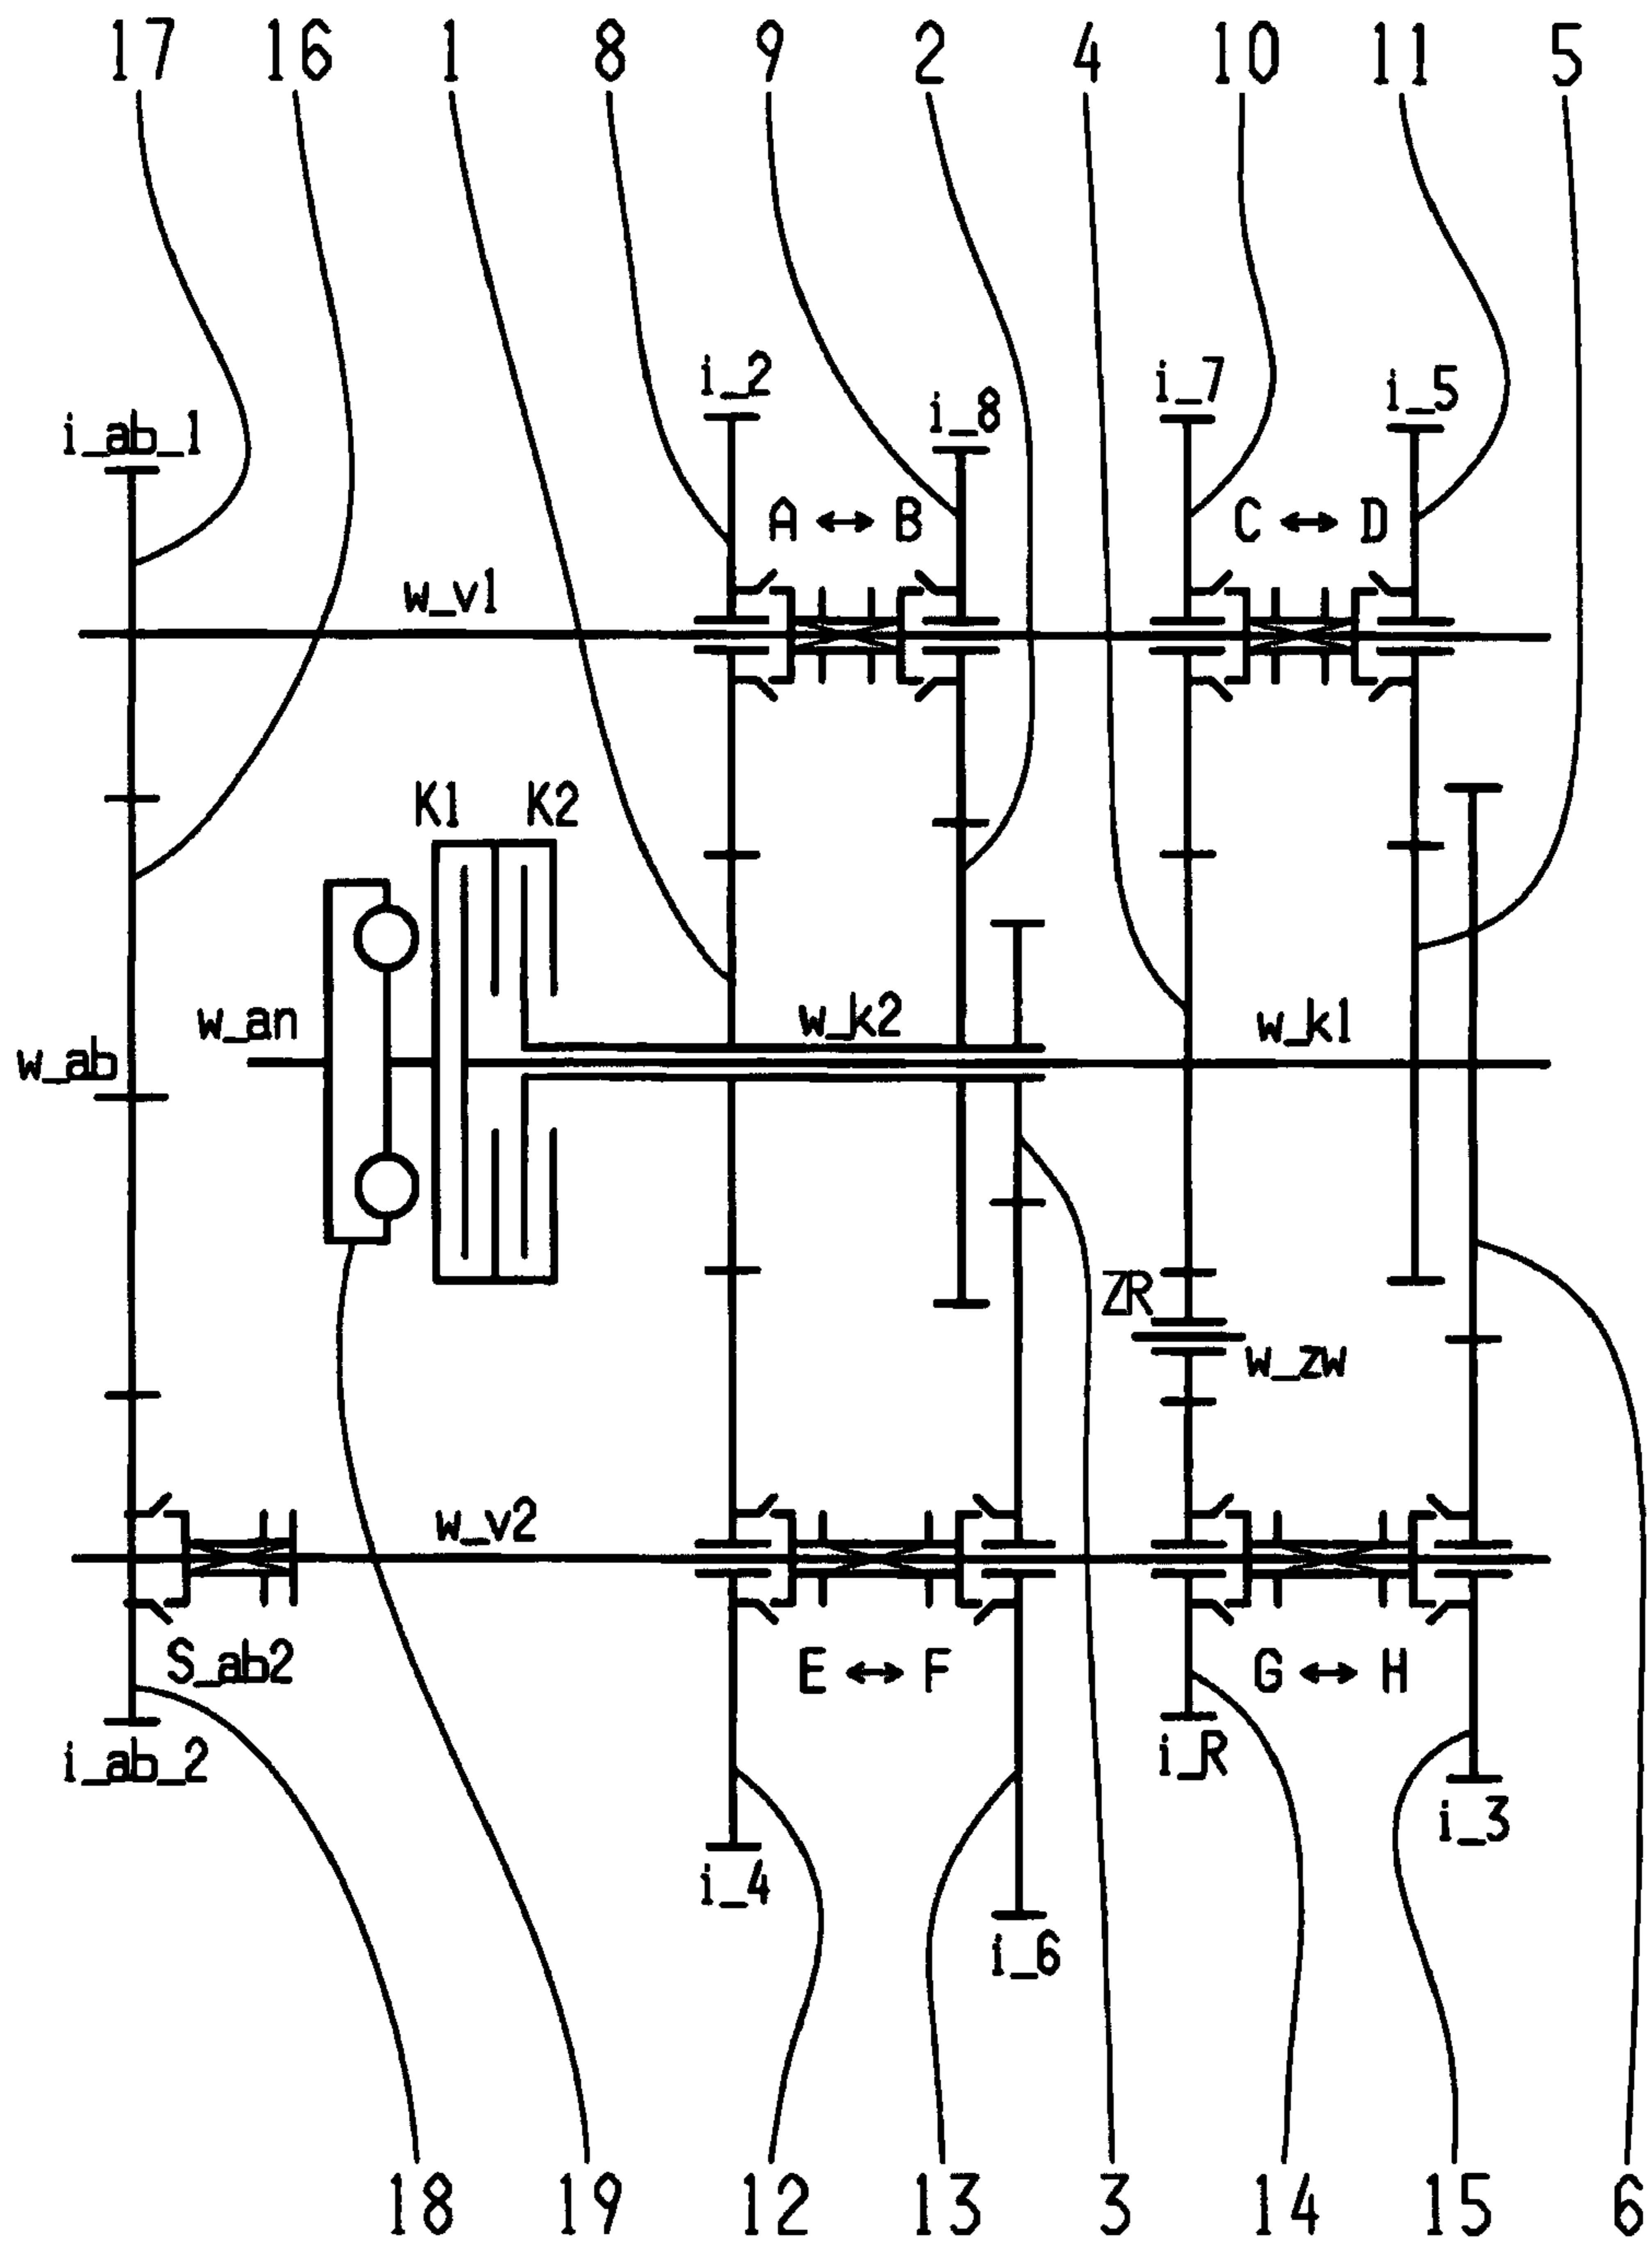 17 16 1 8 9 2 4 10 11 5
i_2 i_7
i_ab_1 i_8 i_5
A ↔ B C ↔ D
w_v1
K1 K2
w_an w_k2 w_k1
w_ab
ZR
w_zw
w_v2
S_ab2 E ↔ F G ↔ H
i_ab_2 i_R
i_4 i_3
i_6
18 19 12 13 3 14 15 6